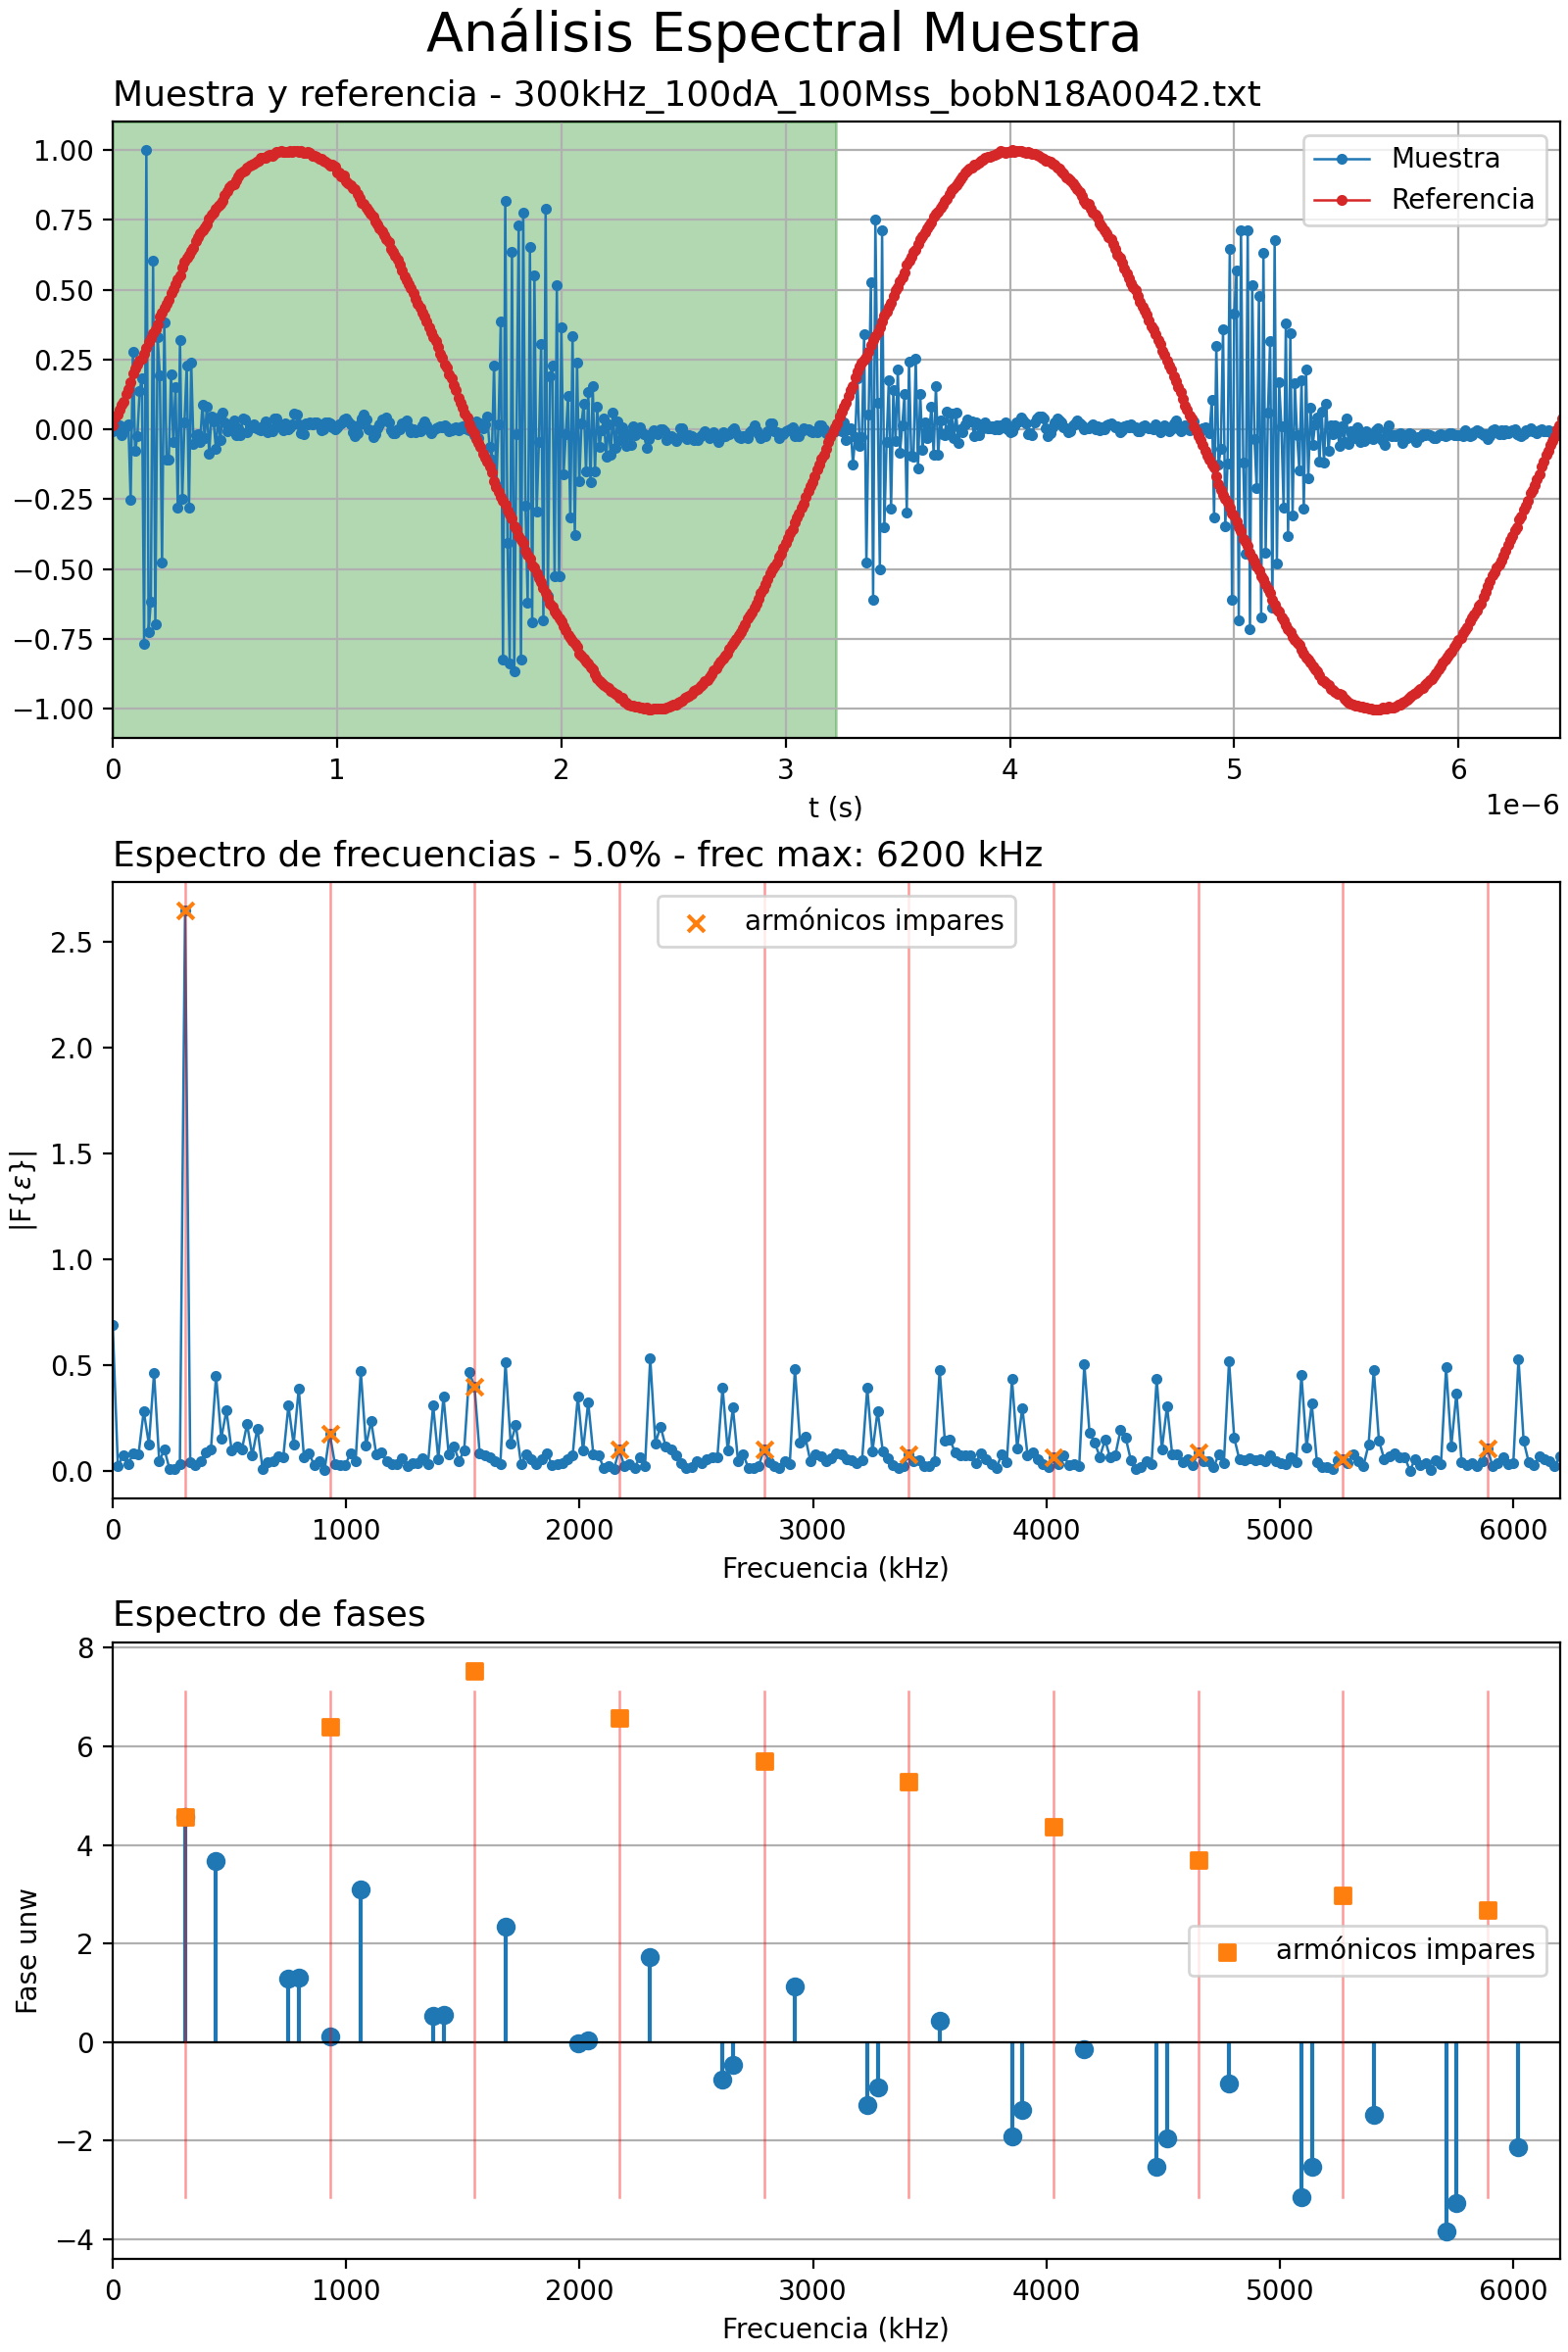 Análisis Espectral Muestra
Muestra y referencia - 300kHz_100dA_100Mss_bobN18A0042.txt
1.00
0.75
0.50
0.25
0.00
−0.25
−0.50
−0.75
−1.00
Muestra
Referencia
0 1 2 3 4 5 6
t (s)
1e−6
Espectro de frecuencias - 5.0% - frec max: 6200 kHz
|F{ε}|
2.5
2.0
1.5
1.0
0.5
0.0
armónicos impares
0 1000 2000 3000 4000 5000 6000
Frecuencia (kHz)
Espectro de fases
Fase unw
8
6
4
2
0
−2
−4
armónicos impares
0 1000 2000 3000 4000 5000 6000
Frecuencia (kHz)